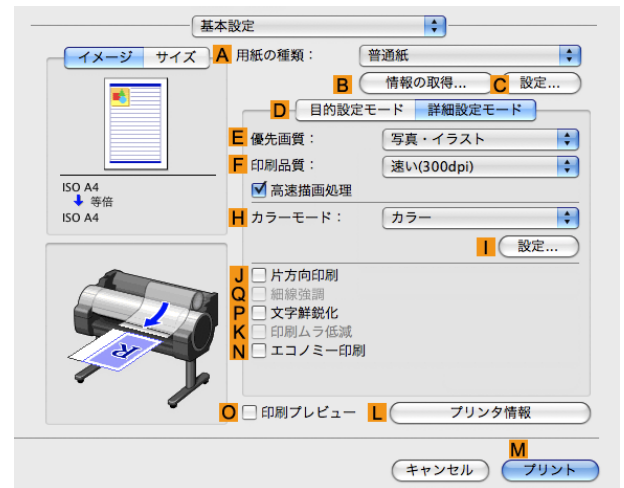 基本設定
イメージ サイズ
A 用紙の種類： 普通紙
B 情報の取得... C 設定...
D 目的設定モード 詳細設定モード
E 優先画質： 写真・イラスト
F 印刷品質： 速い(300dpi)
高速描画処理
ISO A4
等倍
ISO A4
H カラーモード： カラー
I 設定...
J 片方向印刷
Q 細線強調
P 文字鮮鋭化
K 印刷ムラ低減
N エコノミー印刷
R
O 印刷プレビュー L プリンタ情報
M
キャンセル プリント